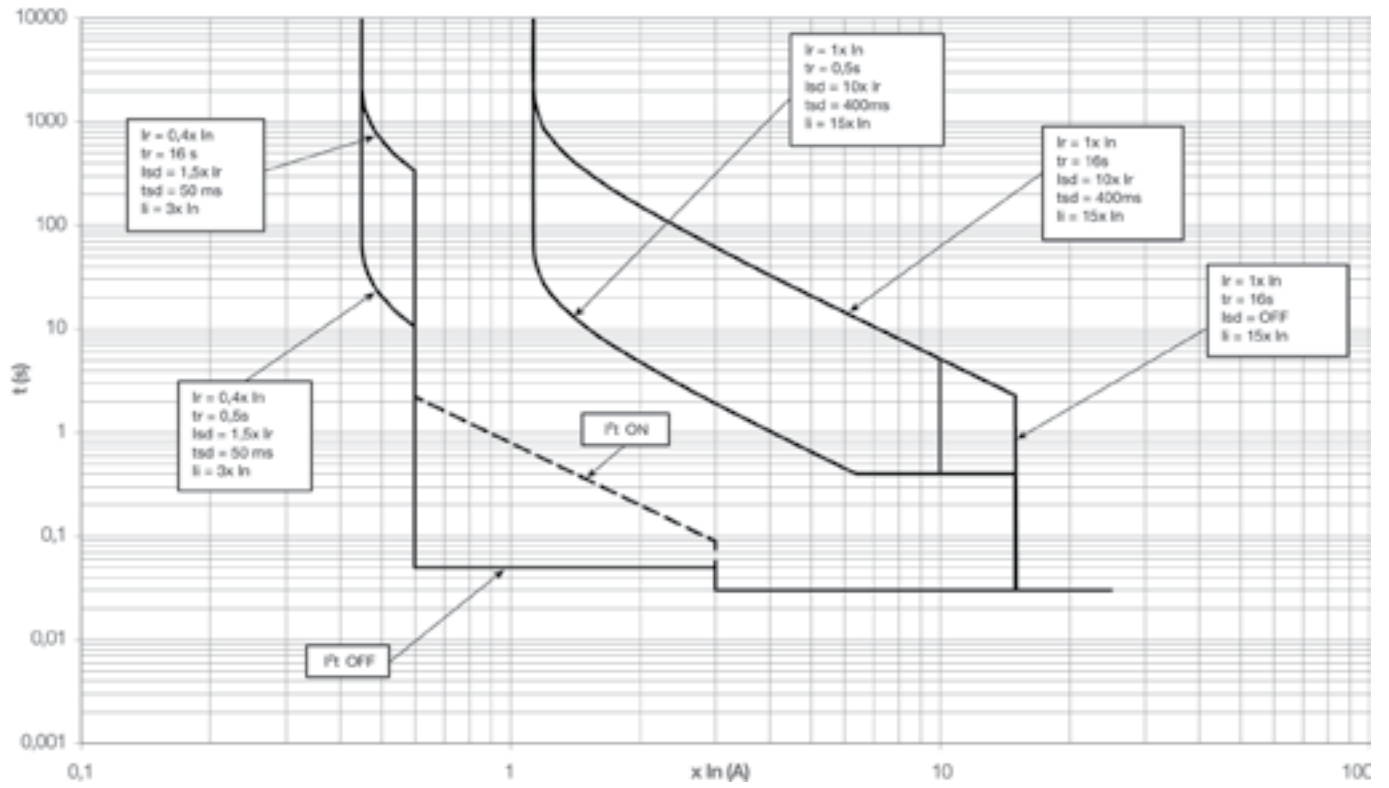 10000
1000
100
10
1
0,1
0,01
0,001
t (s)
Ir = 0,4x In
tr = 16 s
Isd = 1,5x Ir
tsd = 50 ms
Ii = 3x In
Ir = 1x In
tr = 0,5s
Isd = 10x Ir
tsd = 400ms
Ii = 15x In
Ir = 1x In
tr = 16s
Isd = 10x Ir
tsd = 400ms
Ii = 15x In
Ir = 1x In
tr = 16s
Isd = OFF
Ii = 15x In
Ir = 0,4x In
tr = 0,5s
Isd = 1,5x Ir
tsd = 50 ms
Ii = 3x In
I²t ON
I²t OFF
0,1
1
x In (A)
10
100